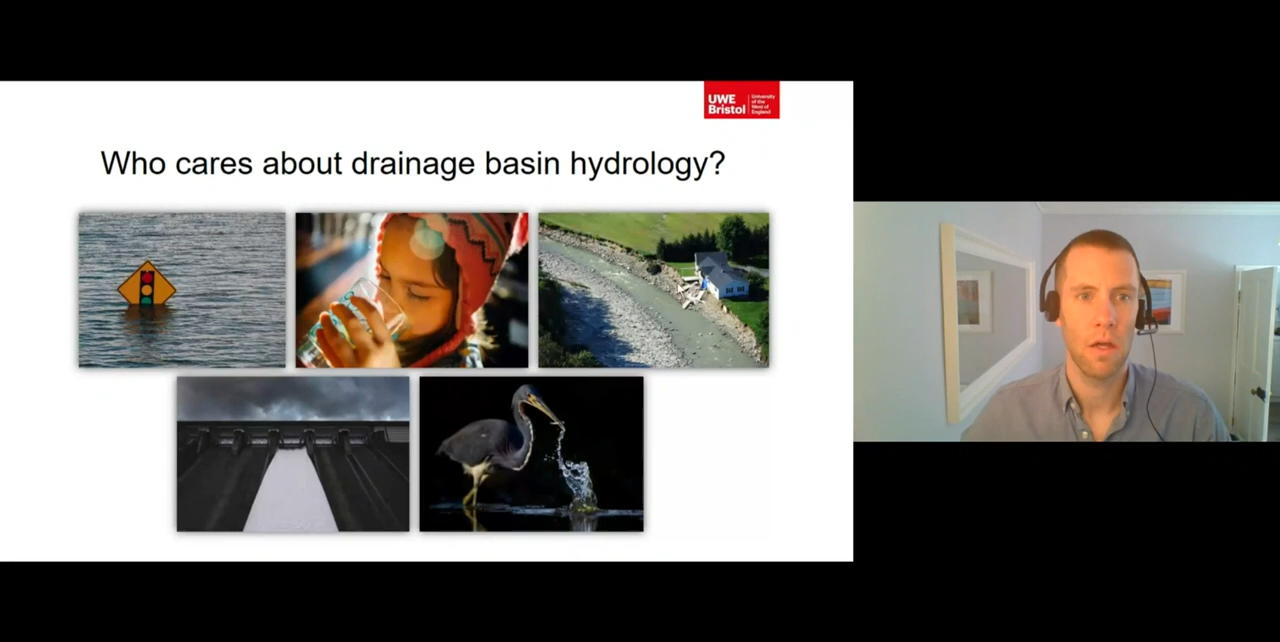 UWE
Bristol
University
of the
West of
England
Who cares about drainage basin hydrology?